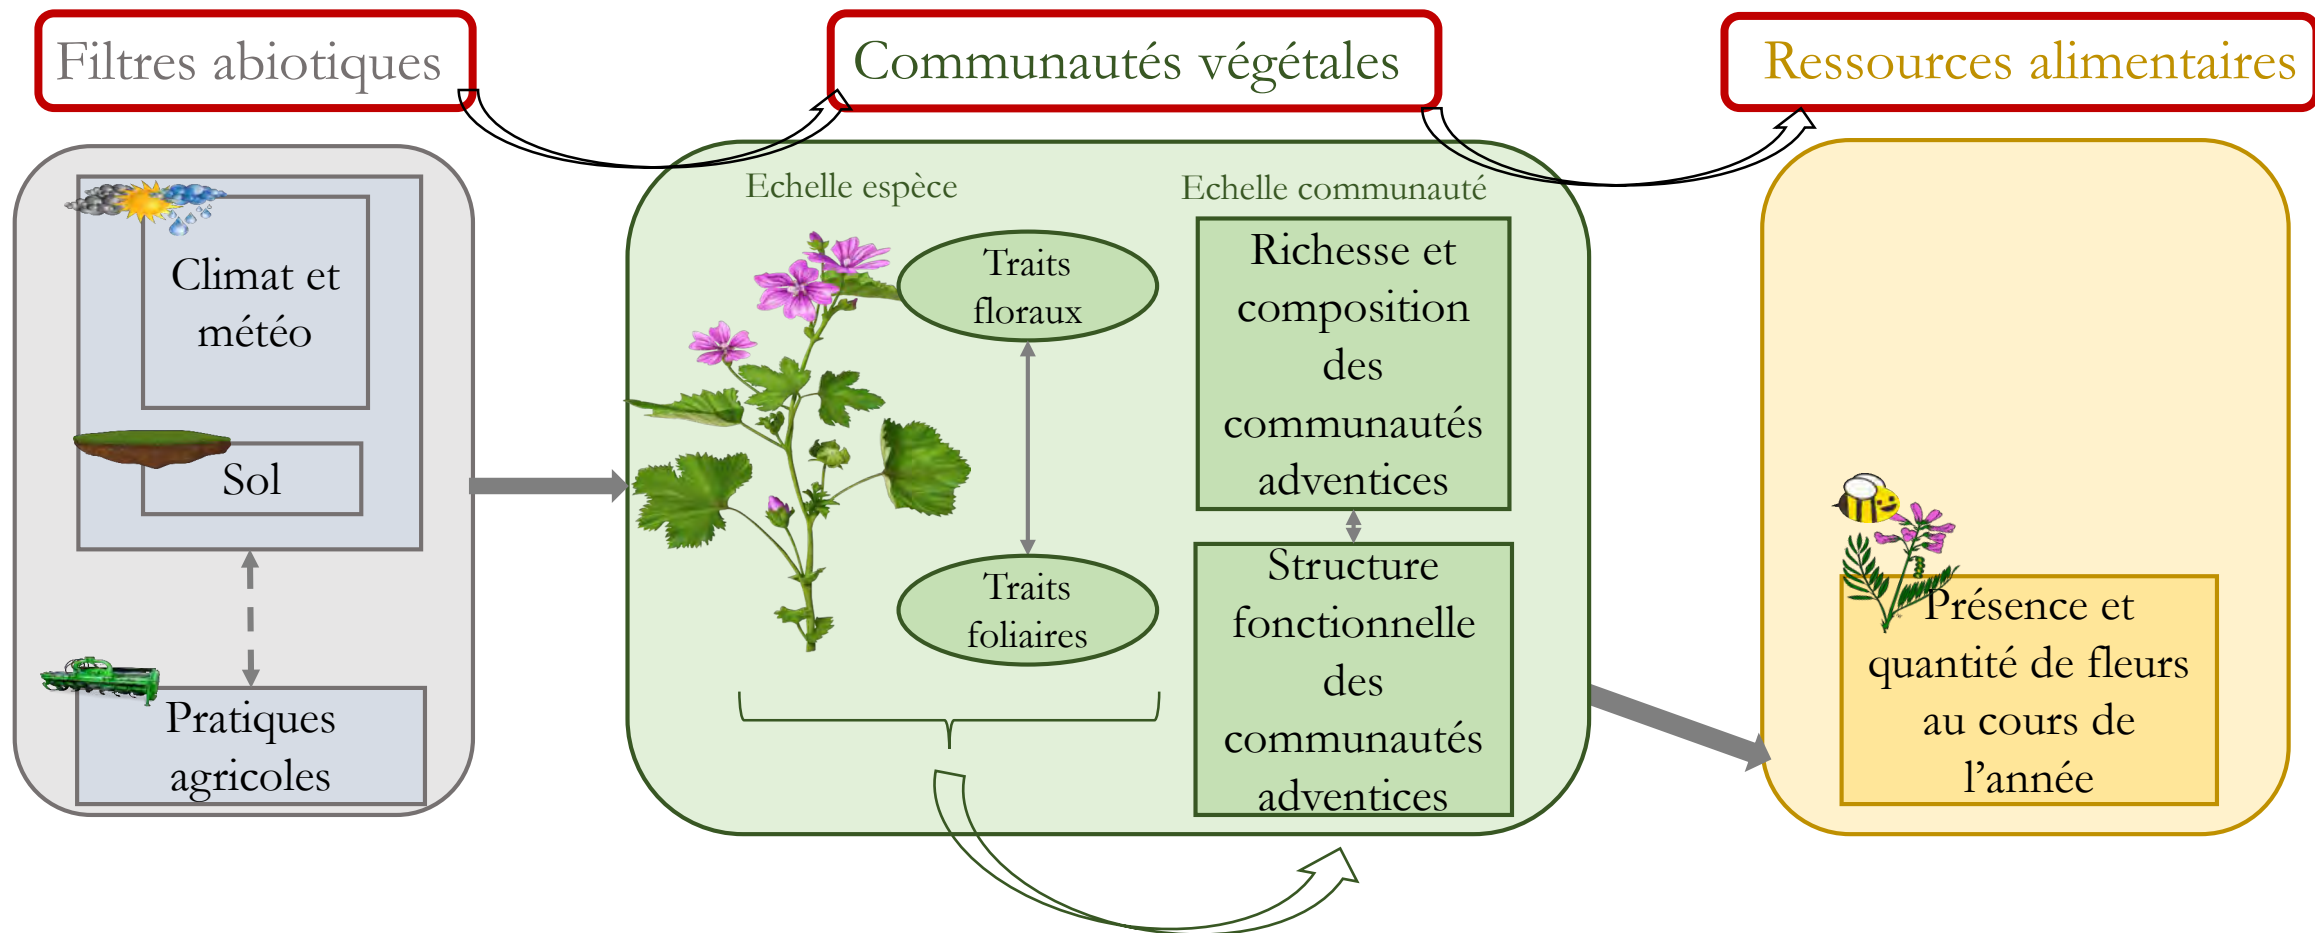 Filtres abiotiques
Communautés végétales
Ressources alimentaires
Climat et
météo
Sol
Pratiques
agricoles
Echelle espèce
Traits
floraux
Traits
foliaires
Echelle communauté
Richesse et
composition
des
communautés
adventices
Structure
fonctionnelle
des
communautés
adventices
Présence et
quantité de fleurs
au cours de
l’année